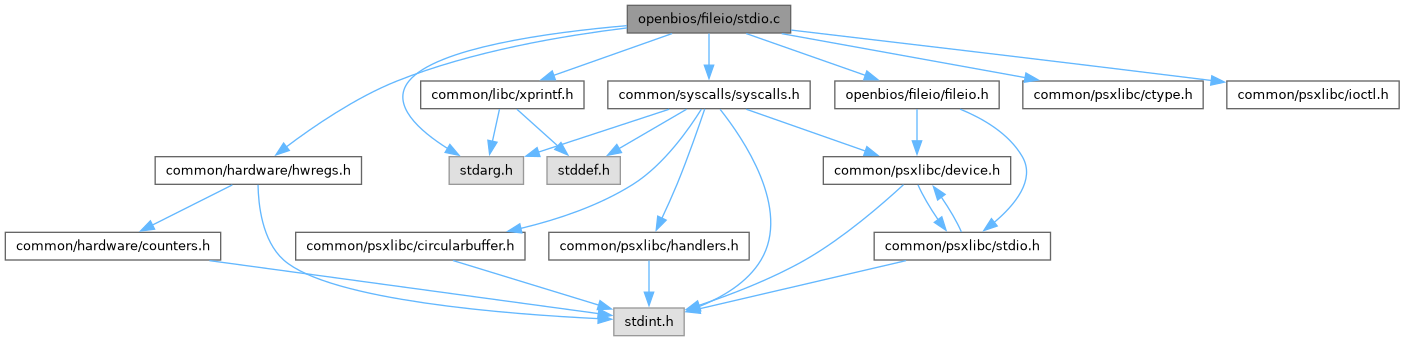 openbios/fileio/stdio.c
common/libc/xprintf.h
common/syscalls/syscalls.h
openbios/fileio/fileio.h
common/psxlibc/ctype.h
common/psxlibc/ioctl.h
common/hardware/hwregs.h
stdarg.h
stddef.h
common/psxlibc/device.h
common/hardware/counters.h
common/psxlibc/circularbuffer.h
common/psxlibc/handlers.h
common/psxlibc/stdio.h
stdint.h